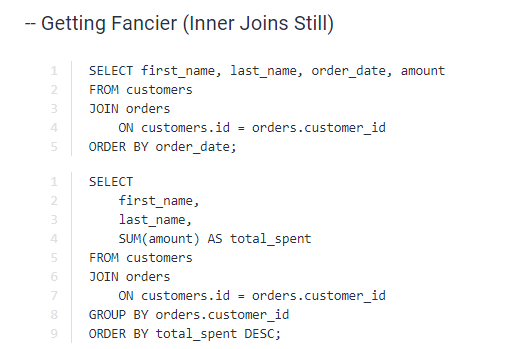 -- Getting Fancier (Inner Joins Still)
1 SELECT first_name, last_name, order_date, amount
2 FROM customers
3 JOIN orders
4     ON customers.id = orders.customer_id
5 ORDER BY order_date;
1 SELECT
2     first_name,
3     last_name,
4     SUM(amount) AS total_spent
5 FROM customers
6 JOIN orders
7     ON customers.id = orders.customer_id
8 GROUP BY orders.customer_id
9 ORDER BY total_spent DESC;